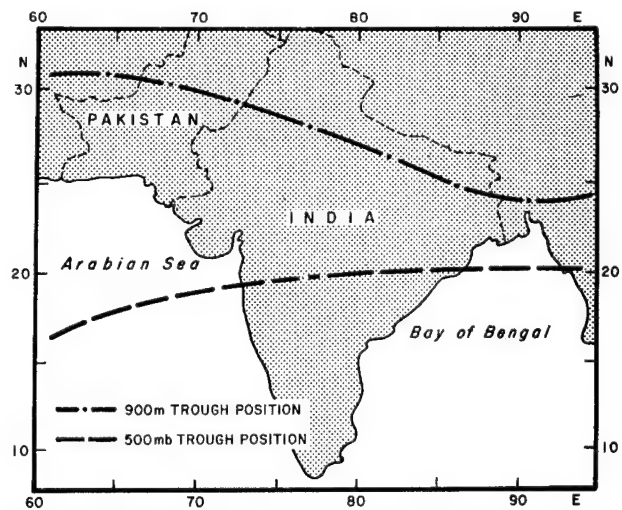 60 70 80 90 E
N N
30 30
PAKISTAN
INDIA
Arabian Sea
20 20
Bay of Bengal
900m TROUGH POSITION
500mb TROUGH POSITION
10 10
60 70 80 90 E